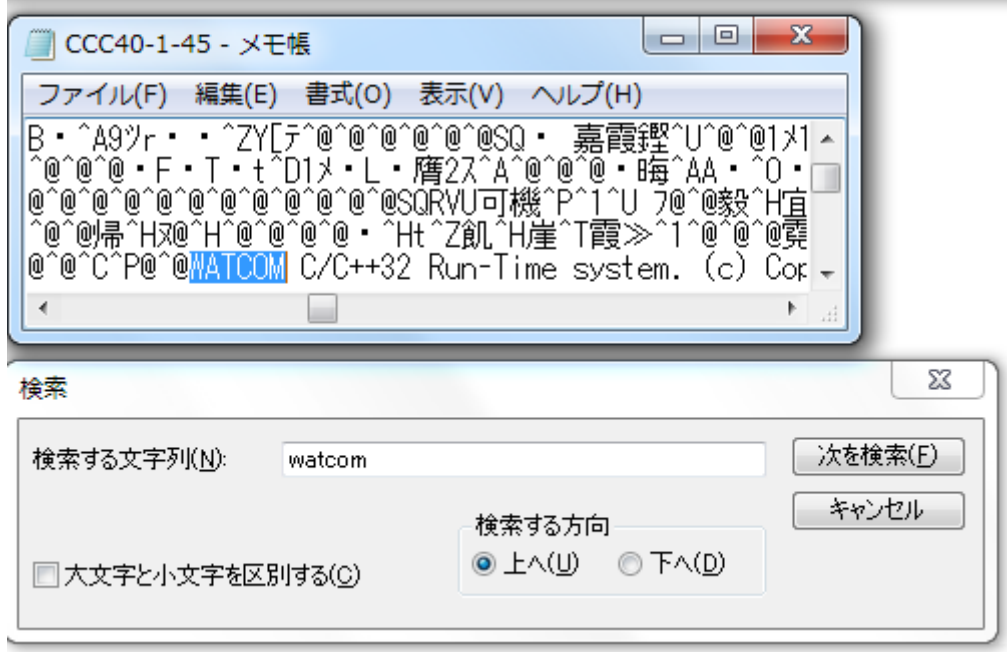 CCC40-1-45 - メモ帳
ファイル(F) 編集(E) 書式(O) 表示(V) ヘルプ(H)
B・^A9ツr・・^ZY[テ^@^@^@^@^@^@SQ・ 嘉霞鏗^U^@^@1メ1
^@^@^@・F・T・t^D1メ・L・膺2ス^A^@^@^@・晦^AA・^O・
@^@^@^@^@^@^@^@^@^@^@SQRVU可機^P^1^U 7@^@毅^H宜
^@^@帰^Hヌ@^H^@^@^@^@・^Ht^Z飢^H崖^T霞≫^1^@^@^@霓
@^@^C^P@^@WATCOM C/C++32 Run-Time system. (c) Cop
検索
検索する文字列(N): watcom
次を検索(F)
キャンセル
検索する方向
上へ(U) 下へ(D)
大文字と小文字を区別する(C)